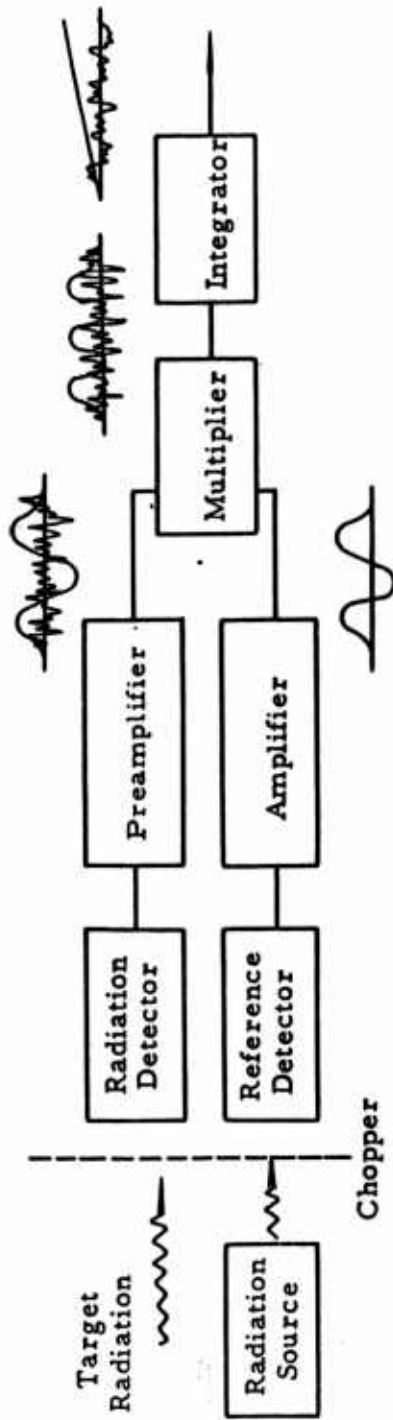 Target
Radiation
Radiation
Source
Chopper
Radiation
Detector
Reference
Detector
Preamplifier
Amplifier
Multiplier
Integrator